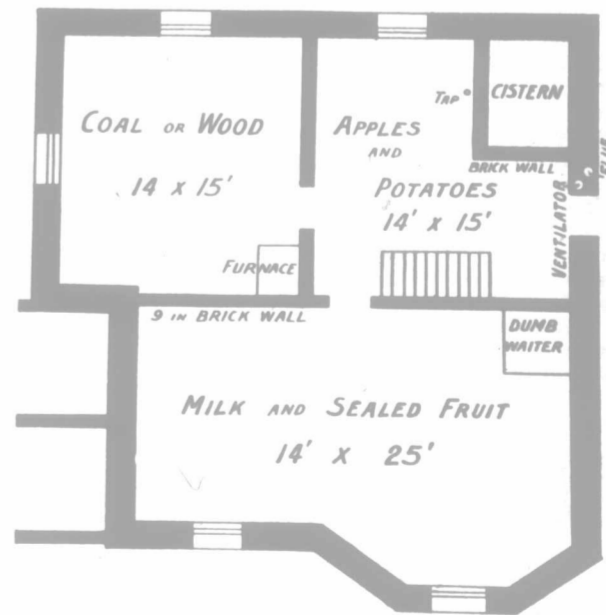 COAL OR WOOD
14 x 15'
FURNACE
APPLES
AND
POTATOES
14' x 15'
TAP
CISTERN
BRICK WALL
VENTILATOR
FLUE
9 IN BRICK WALL
DUMB
WAITER
MILK AND SEALED FRUIT
14' x 25'